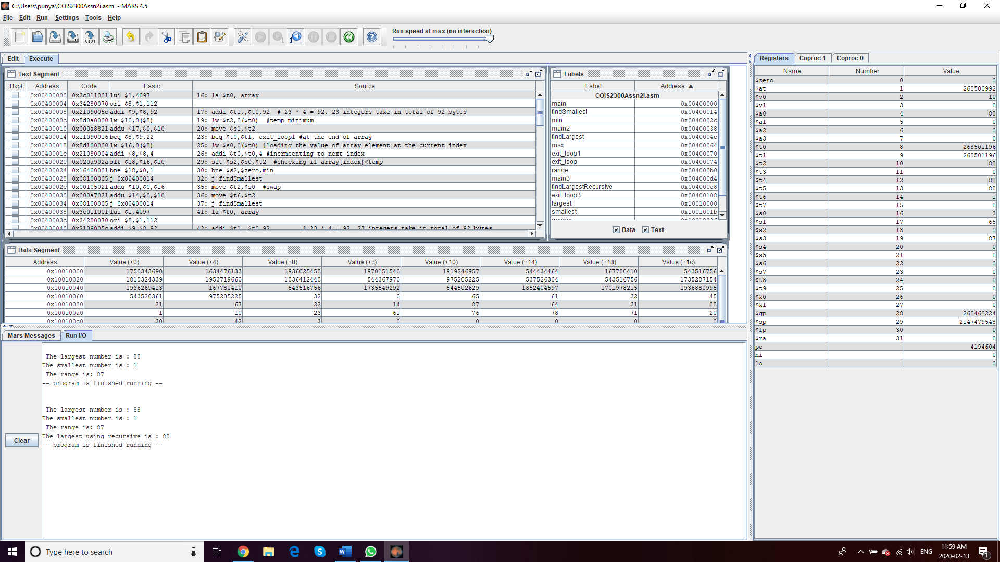 C:\Users\punya\COIS2300Assn2i.asm - MARS 4.5
File Edit Run Settings Tools Help
Run speed at max (no interaction)
Edit Execute
Text Segment
Bkpt Address Code Basic Source
0x00400000 0x3c011001 lui $1,4097 16: la $t0, array
0x00400004 0x34280070 ori $8,$1,112
0x00400008 0x2109005c addi $9,$8,92 17: addi $t1,,$t0,92 # 23 * 4 = 92. 23 integers take in total of 92 bytes
0x0040000c 0x8d0a0000 lw $10,0($8) 19: lw $t2,0($t0) #temp minimum
0x00400010 0x000a8821 addu $17,$0,$10 20: move $s1,$t2
0x00400014 0x11090016 beq $8,$9,22 23: beq $t0,$t1, exit_loop1 #at the end of array
0x00400018 0x8d100000 lw $16,0($8) 25: lw $s0,0($t0) #loading the value of array element at the current index
0x0040001c 0x21080004 addi $8,$8,4 26: addi $t0,$t0,4 #incrmeenting to next index
0x00400020 0x020a902a slt $18,$16,$10 29: slt $s2,$s0,$t2 #checking if array[index]<temp
0x00400024 0x16400001 bne $18,$0,1 30: bne $s2,$zero,min
0x00400028 0x08100005 j 0x00400014 32: j findSmallest
0x0040002c 0x00105021 addu $10,$0,$16 35: move $t2,$s0 #swap
0x00400030 0x000a7021 addu $14,$0,$10 36: move $t6,$t2
0x00400034 0x08100005 j 0x00400014 37: j findSmallest
0x00400038 0x3c011001 lui $1,4097 41: la $t0, array
0x0040003c 0x34280070 ori $8,$1,112
0x00400040 0x2109005c addi $9,$8,92 42: addi $t1, $t0,92 # 23 * 4 = 92. 23 integers take in total of 92 bytes
Labels
Label Address ▲
COIS2300Assn2i.asm
main 0x00400000
findSmallest 0x00400014
min 0x0040002c
main2 0x00400038
findLargest 0x0040004c
max 0x00400064
exit_loop1 0x00400070
exit_loop 0x00400074
range 0x004000b0
main3 0x004000d4
findLargestRecursive 0x004000e8
exit_loop3 0x00400108
largest 0x10010000
smallest 0x1001001b
Data Text
Data Segment
Address Value (+0) Value (+4) Value (+8) Value (+c) Value (+10) Value (+14) Value (+18) Value (+1c)
0x10010000 1750343690 1634476133 1936025458 1970151540 1919246957 544434464 167780410 543516756
0x10010020 1818324339 1953719660 1836412448 544367970 975205225 537526304 543516756 1735287154
0x10010040 1936269413 167780410 543516756 1735549292 544502629 1852404597 1701978215 1936880995
0x10010060 543520361 975205225 32 0 65 61 32 45
0x10010080 21 67 22 14 87 64 31 88
0x100100a0 1 10 23 61 76 78 71 20
0x100100c0 30 42 3 0 0 0 0 0
Mars Messages Run I/O
Clear
The largest number is : 88
The smallest number is : 1
The range is: 87
-- program is finished running --
The largest number is : 88
The smallest number is : 1
The range is: 87
The largest using recursive is : 88
-- program is finished running --
Registers Coproc 1 Coproc 0
Name Number Value
$zero 0 0
$at 1 268500992
$v0 2 10
$v1 3 0
$a0 4 88
$a1 5 0
$a2 6 0
$a3 7 0
$t0 8 268501196
$t1 9 268501196
$t2 10 88
$t3 11 0
$t4 12 88
$t5 13 88
$t6 14 1
$t7 15 0
$s0 16 3
$s1 17 65
$s2 18 0
$s3 19 87
$s4 20 0
$s5 21 0
$s6 22 0
$s7 23 0
$t8 24 0
$t9 25 0
$k0 26 0
$k1 27 0
$gp 28 268468224
$sp 29 2147479548
$fp 30 0
$ra 31 0
pc 4194604
hi 0
lo 0
Type here to search
ENG
11:59 AM
2020-02-13
1